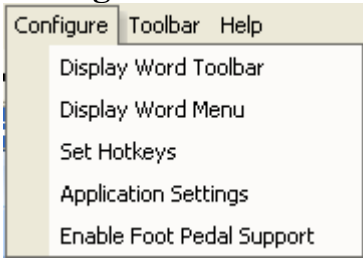 Configure Toolbar Help
Display Word Toolbar
Display Word Menu
Set Hotkeys
Application Settings
Enable Foot Pedal Support